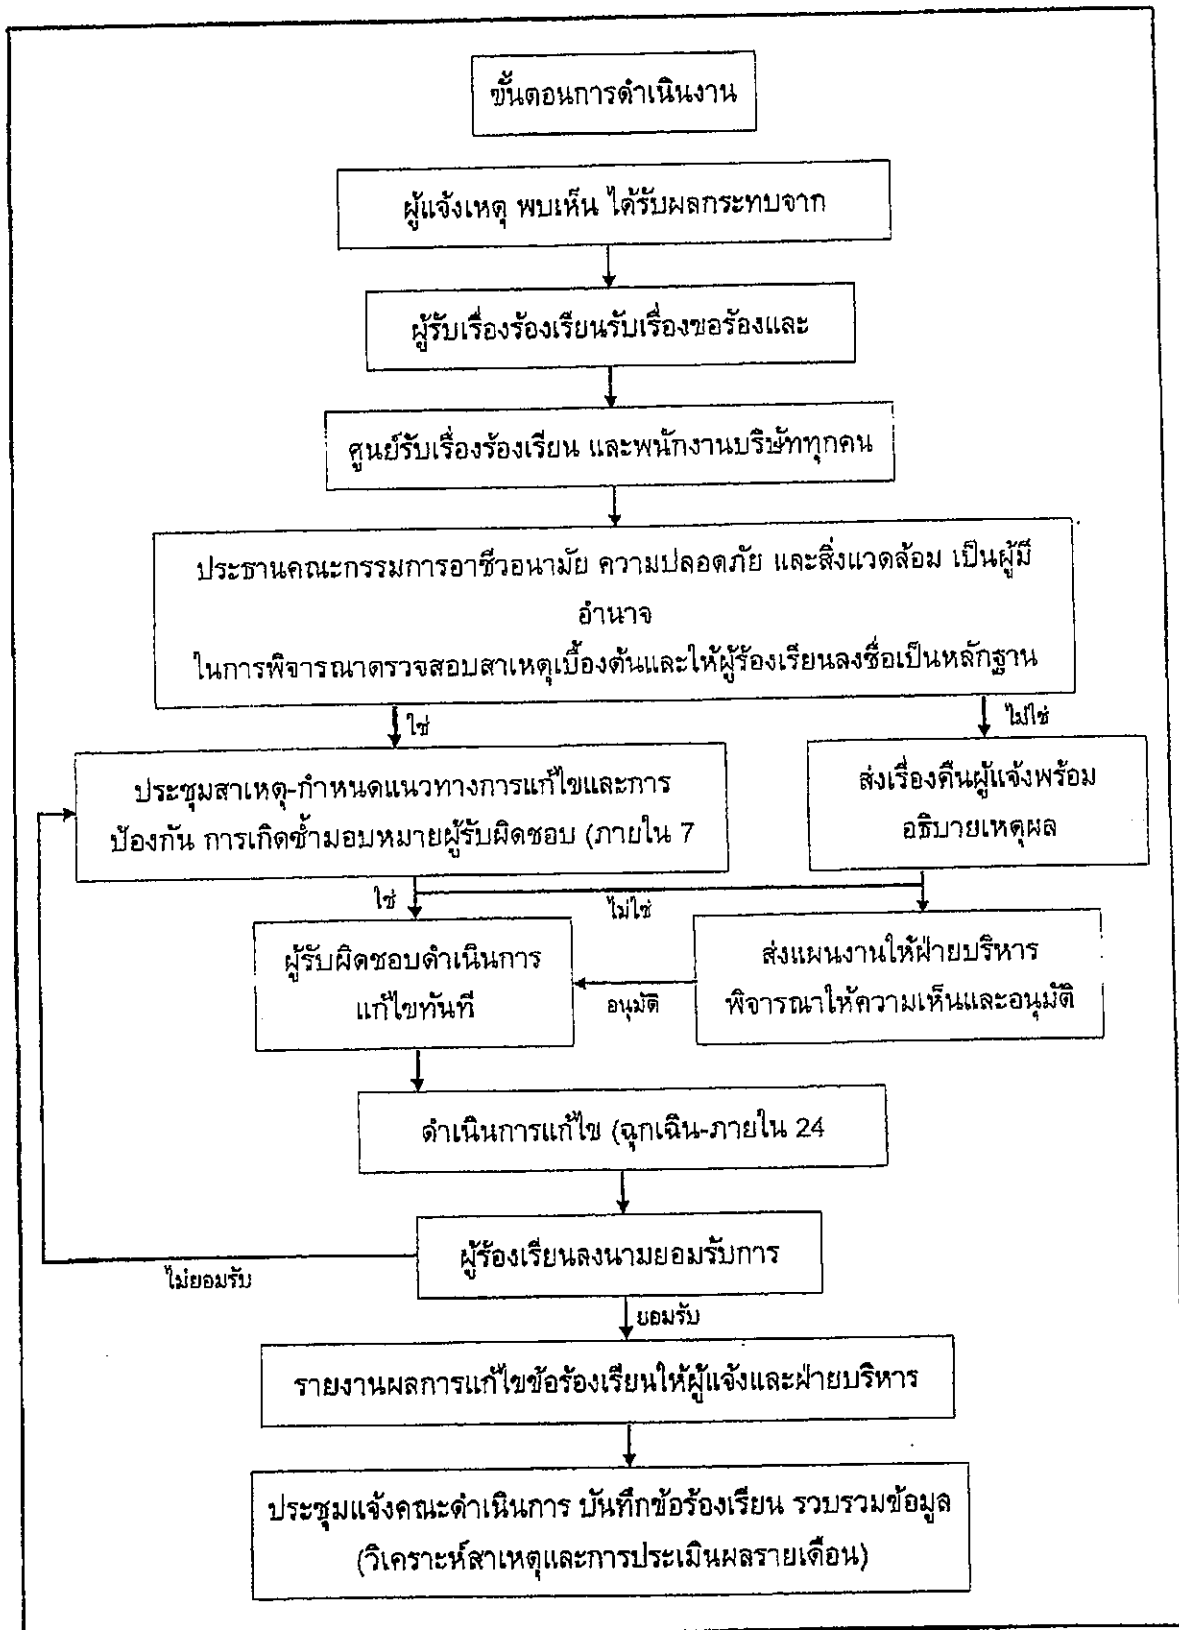 ขั้นตอนการดำเนินงาน
ผู้แจ้งเหตุ พบเห็น ได้รับผลกระทบจาก
ผู้รับเรื่องร้องเรียนรับเรื่องขอร้องและ
ศูนย์รับเรื่องร้องเรียน และพนักงานบริษัททุกคน
ประธานคณะกรรมการอาชีวอนามัย ความปลอดภัย และสิ่งแวดล้อม เป็นผู้มี
อำนาจ
ในการพิจารณาตรวจสอบสาเหตุเบื้องต้นและให้ผู้ร้องเรียนลงชื่อเป็นหลักฐาน
ใช่
ไม่ใช่
ประชุมสาเหตุ-กำหนดแนวทางการแก้ไขและการ
ป้องกัน การเกิดซ้ำมอบหมายผู้รับผิดชอบ (ภายใน 7
ส่งเรื่องคืนผู้แจ้งพร้อม
อธิบายเหตุผล
ใช่
ไม่ใช่
ผู้รับผิดชอบดำเนินการ
แก้ไขทันที
อนุมัติ
ส่งแผนงานให้ฝ่ายบริหาร
พิจารณาให้ความเห็นและอนุมัติ
ดำเนินการแก้ไข (ฉุกเฉิน-ภายใน 24
ผู้ร้องเรียนลงนามยอมรับการ
ไม่ยอมรับ
ยอมรับ
รายงานผลการแก้ไขข้อร้องเรียนให้ผู้แจ้งและฝ่ายบริหาร
ประชุมแจ้งคณะดำเนินการ บันทึกข้อร้องเรียน รวบรวมข้อมูล
(วิเคราะห์สาเหตุและการประเมินผลรายเดือน)